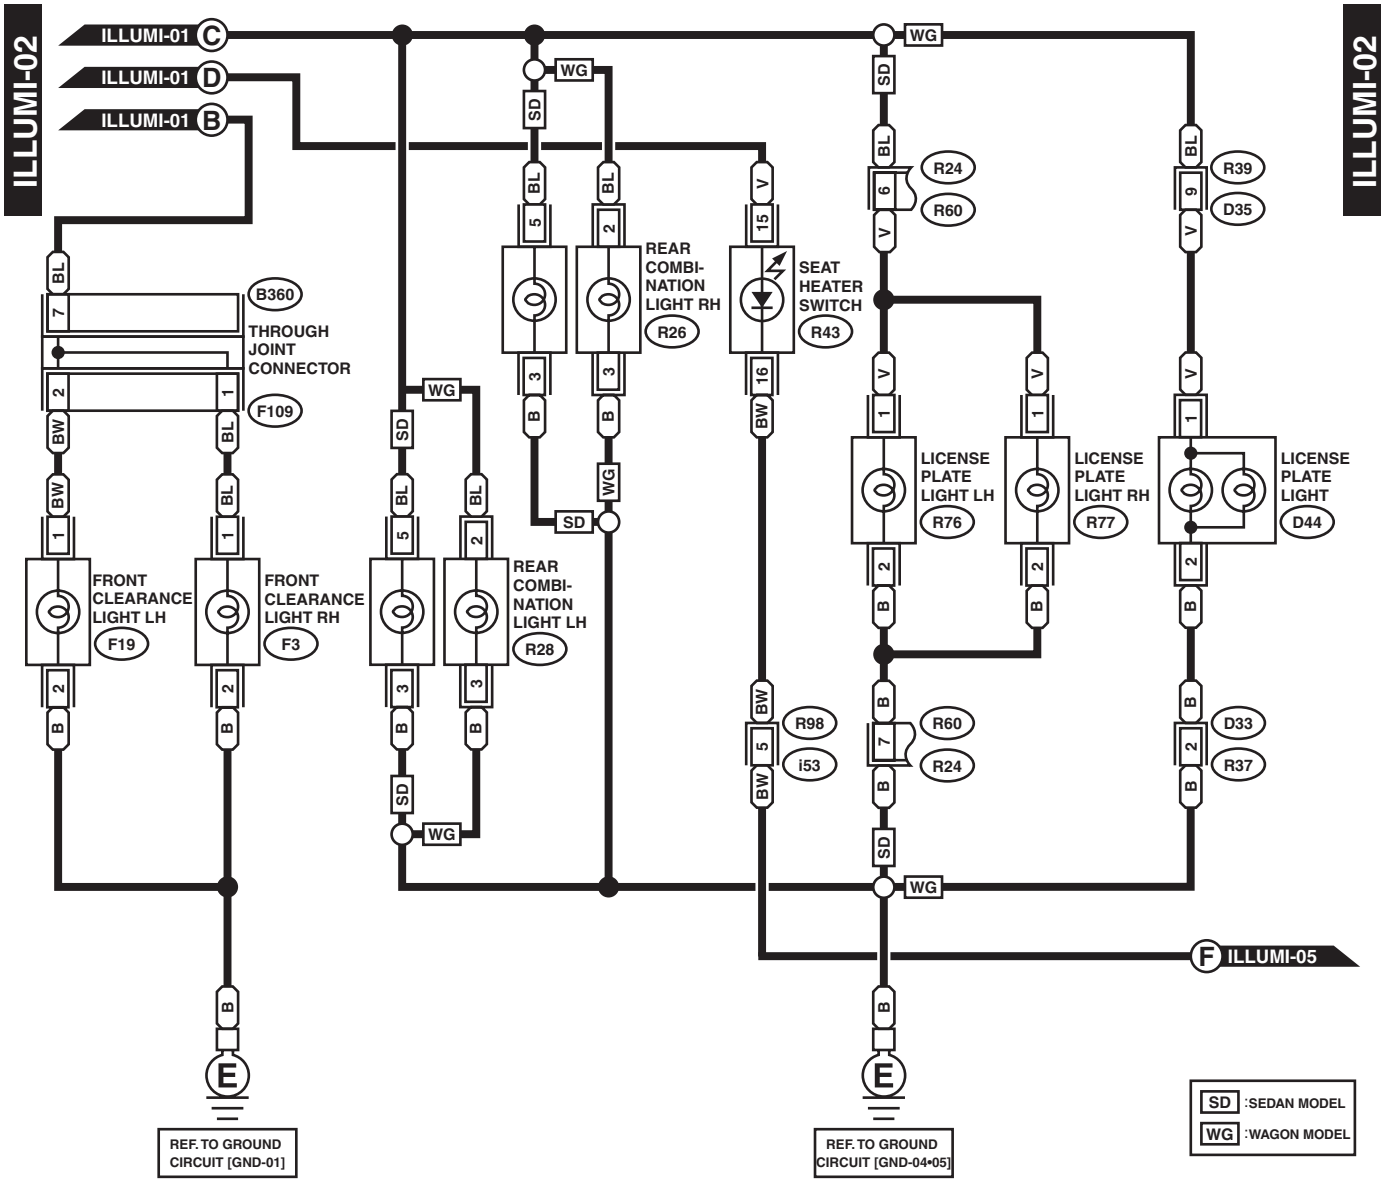 ILLUMI-02
ILLUMI-02
ILLUMI-01 C
ILLUMI-01 D
ILLUMI-01 B
WG
WG
SD
SD
BL
BL
BL
BL
V
R24
R60
6
V
R39
D35
9
V
BL
7
B360
THROUGH
JOINT
CONNECTOR
2
1
F109
BW
BL
BW
BL
1
1
FRONT
CLEARANCE
LIGHT LH
F19
FRONT
CLEARANCE
LIGHT RH
F3
2
2
B
B
WG
SD
BL
BL
5
2
REAR
COMBI-
NATION
LIGHT LH
R28
3
3
B
B
SD
WG
5
2
REAR
COMBI-
NATION
LIGHT RH
R26
3
3
B
B
WG
SD
15
SEAT
HEATER
SWITCH
R43
16
BW
BW
R98
5
i53
BW
V
V
V
1
1
1
LICENSE
PLATE
LIGHT LH
R76
LICENSE
PLATE
LIGHT RH
R77
LICENSE
PLATE
LIGHT
D44
2
2
2
B
B
B
B
R60
7
R24
B
SD
WG
B
D33
2
R37
B
F ILLUMI-05
B
B
E
E
REF. TO GROUND
CIRCUIT [GND-01]
REF. TO GROUND
CIRCUIT [GND-04•05]
SD :SEDAN MODEL
WG :WAGON MODEL